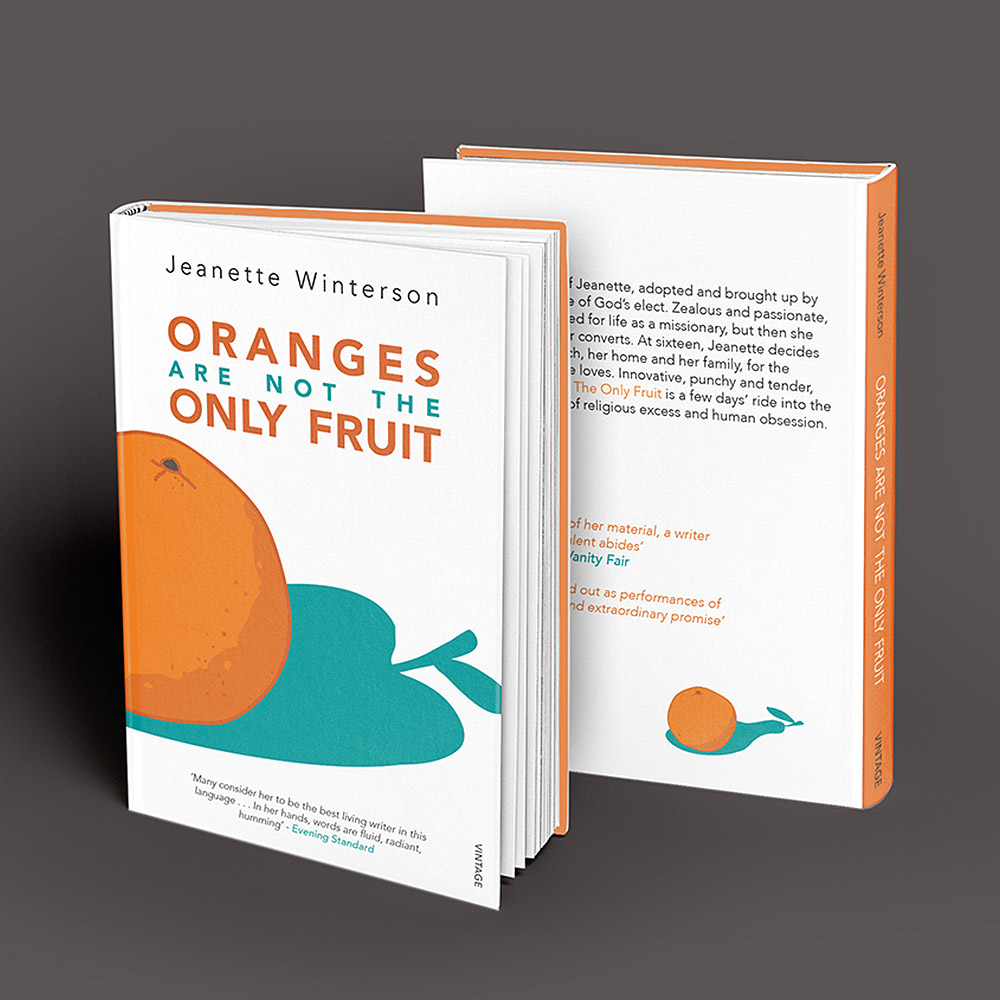 Jeanette Winterson
ORANGES
ARE NOT THE
ONLY FRUIT
'Many consider her to be the best living writer in this
language . . . In her hands, words are fluid, radiant,
humming' - Evening Standard
VINTAGE
Jeanette, adopted and brought up by
of God's elect. Zealous and passionate,
for life as a missionary, but then she
converts. At sixteen, Jeanette decides
her home and her family, for the
loves. Innovative, punchy and tender,
The Only Fruit is a few days' ride into the
of religious excess and human obsession.
of her material, a writer
abides'
Vanity Fair
out as performances of
extraordinary promise'
Jeanette Winterson
ORANGES ARE NOT THE ONLY FRUIT
VINTAGE